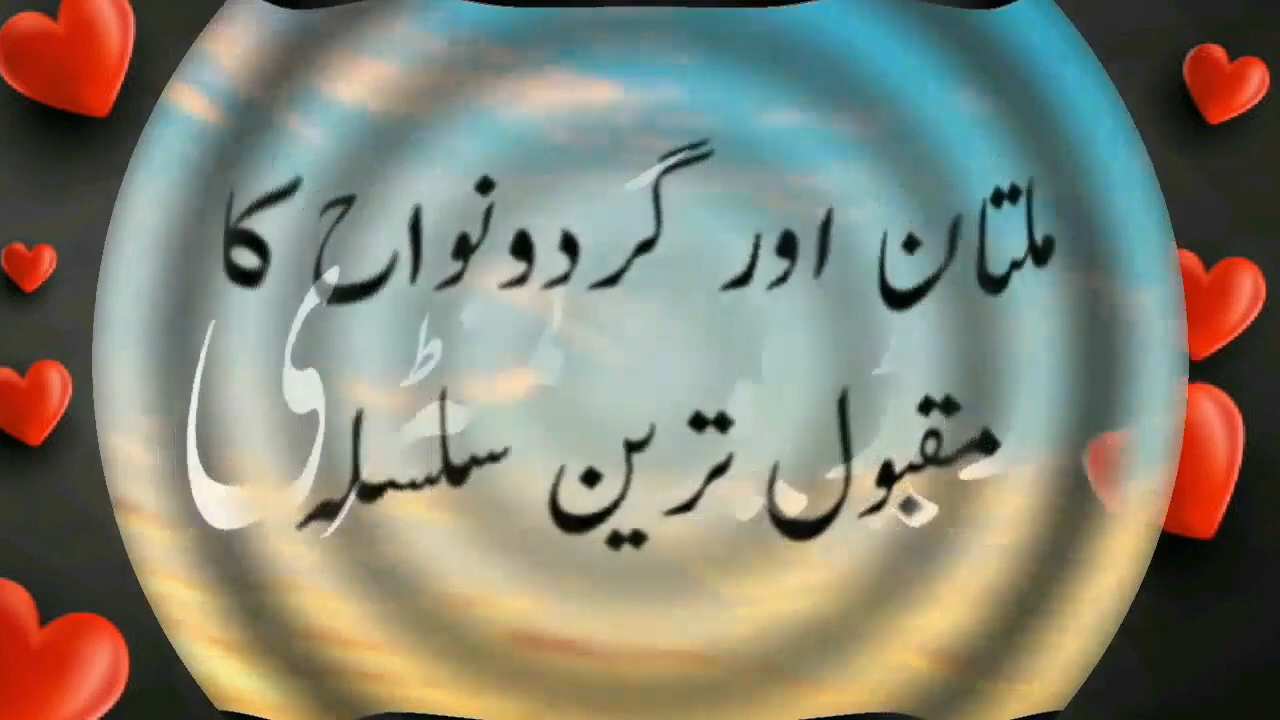 ملتان اور گردونواح کا
مقبول ترین سلسلہ